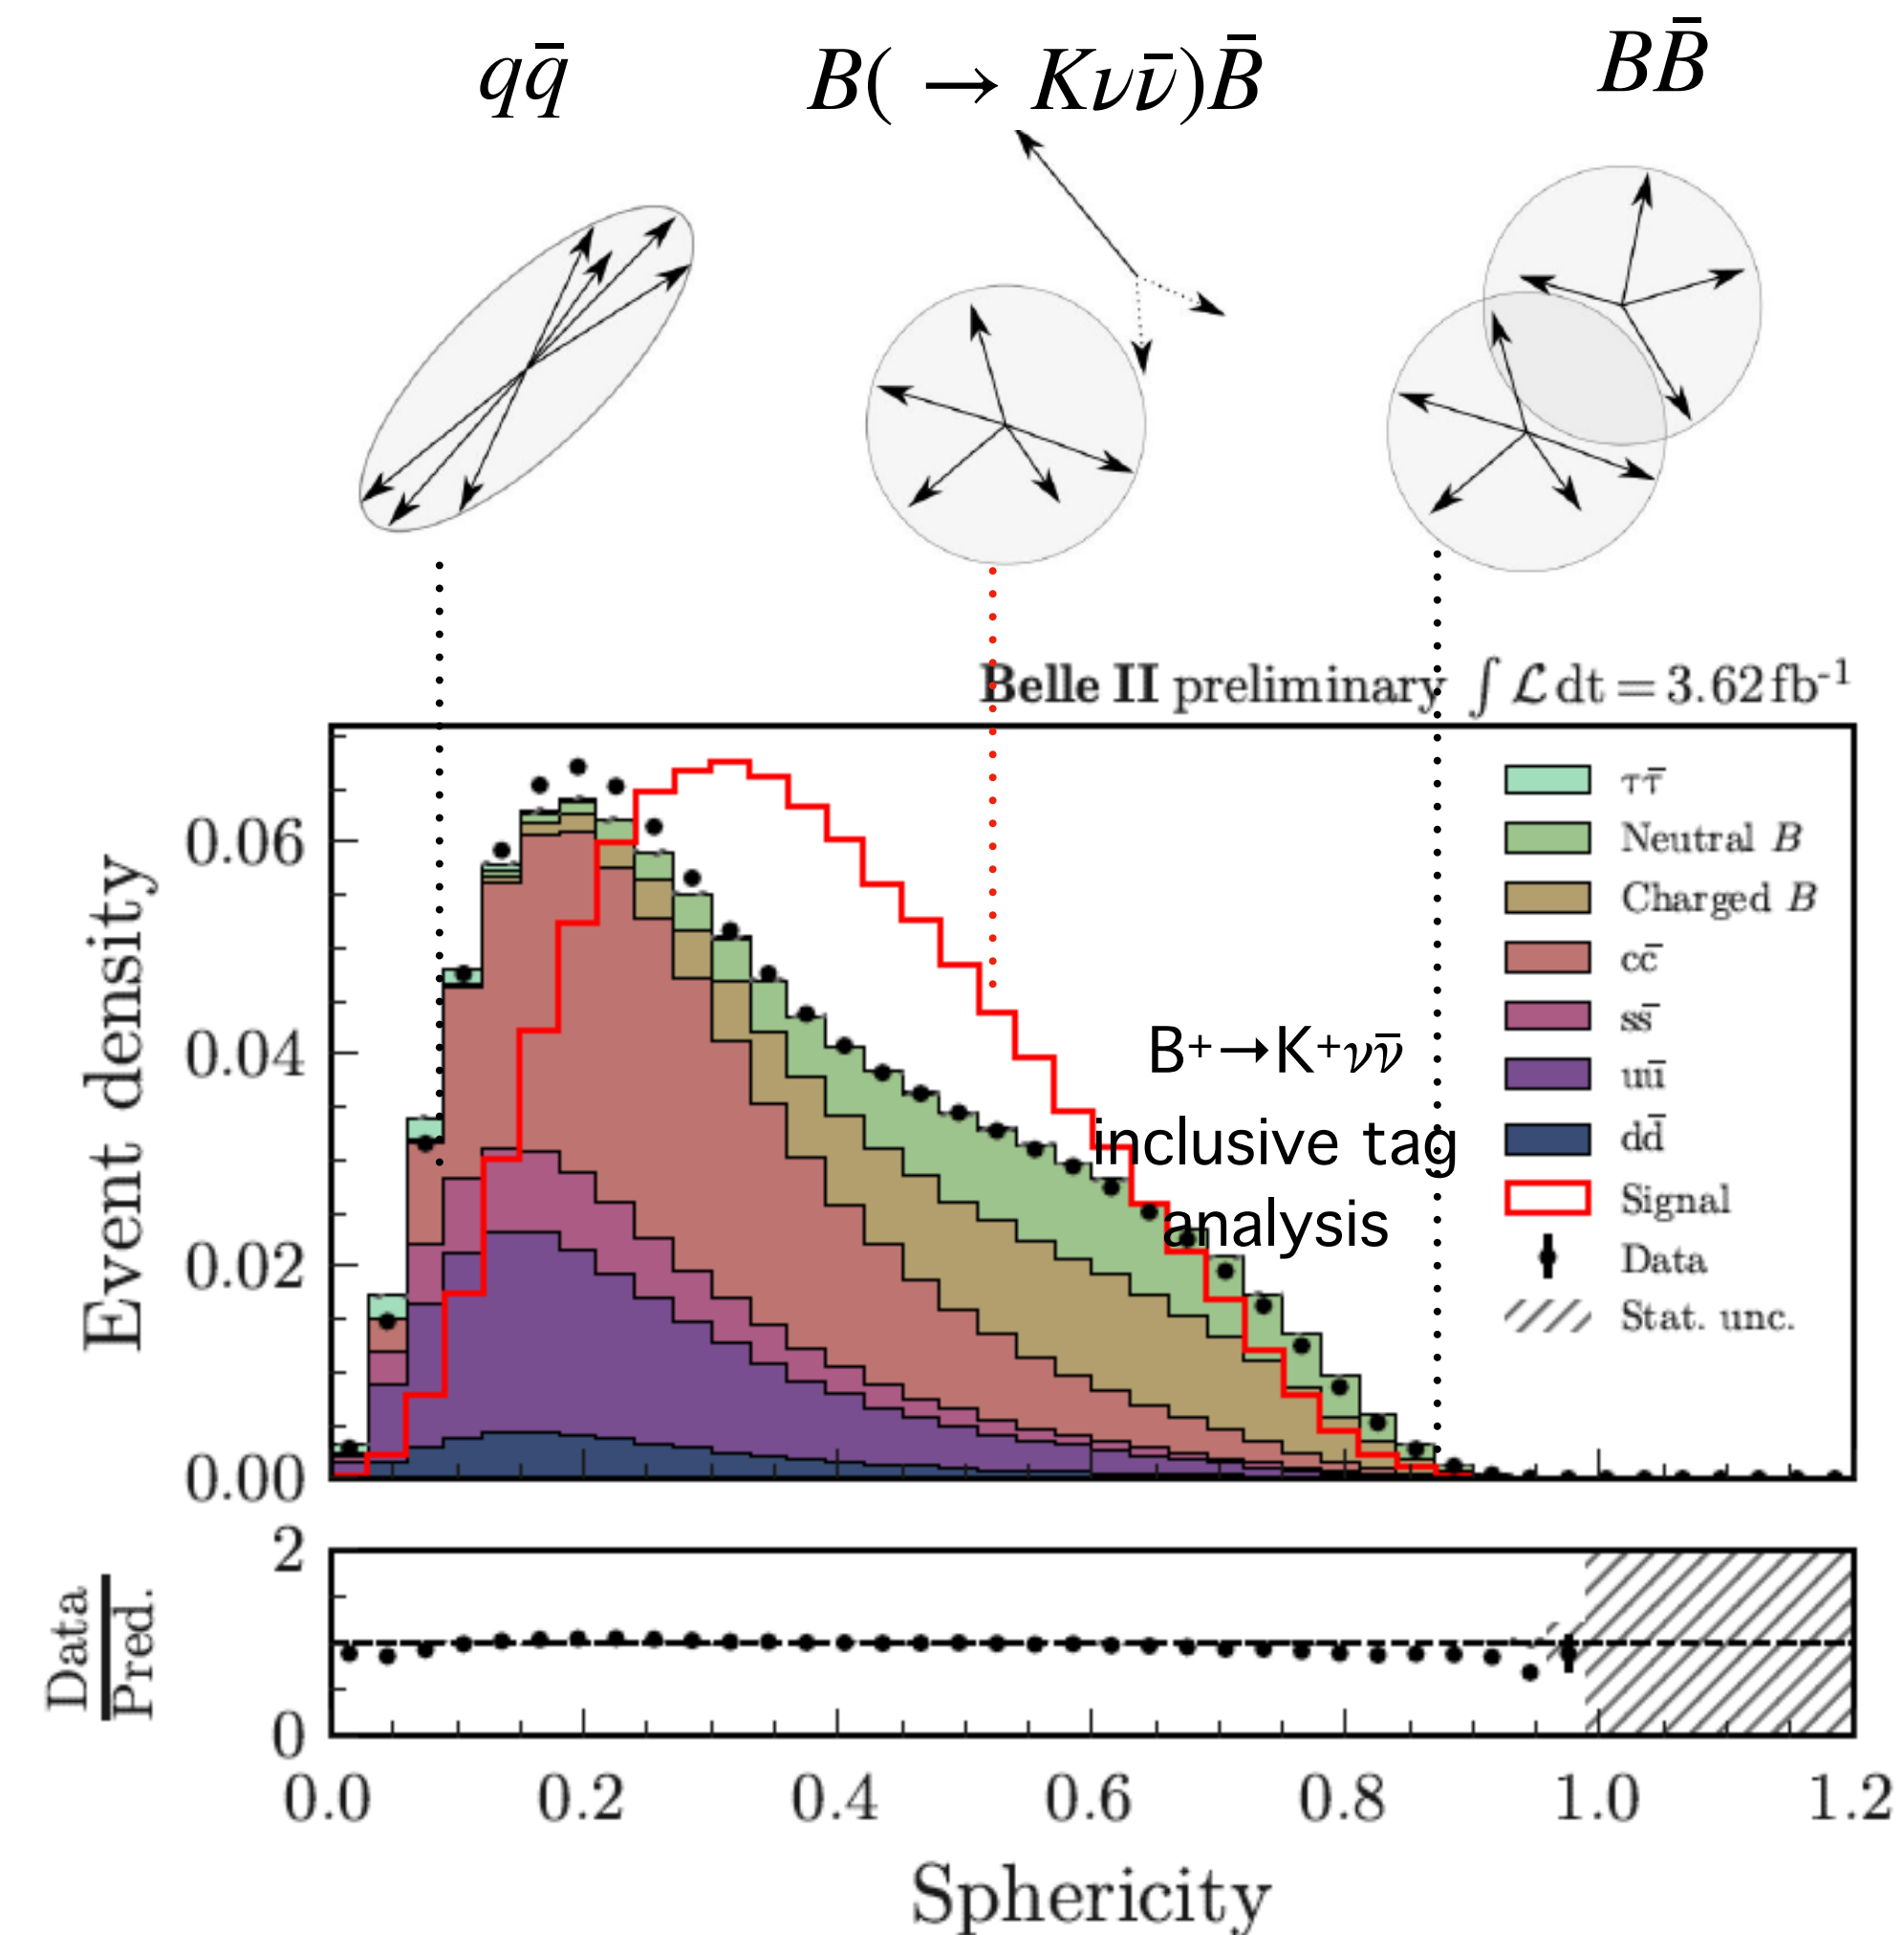 qq̄
B( → Kνν̄)B̄
BB̄
Belle II preliminary ∫ ℒ dt = 3.62 fb⁻¹
ττ̄
Neutral B
Charged B
cc̄
ss̄
uū
dd̄
Signal
Data
Stat. unc.
B⁺→K⁺νν̄
inclusive tag
analysis
Event density
0.06
0.04
0.02
0.00
Data
Pred.
2
0
0.0 0.2 0.4 0.6 0.8 1.0 1.2
Sphericity